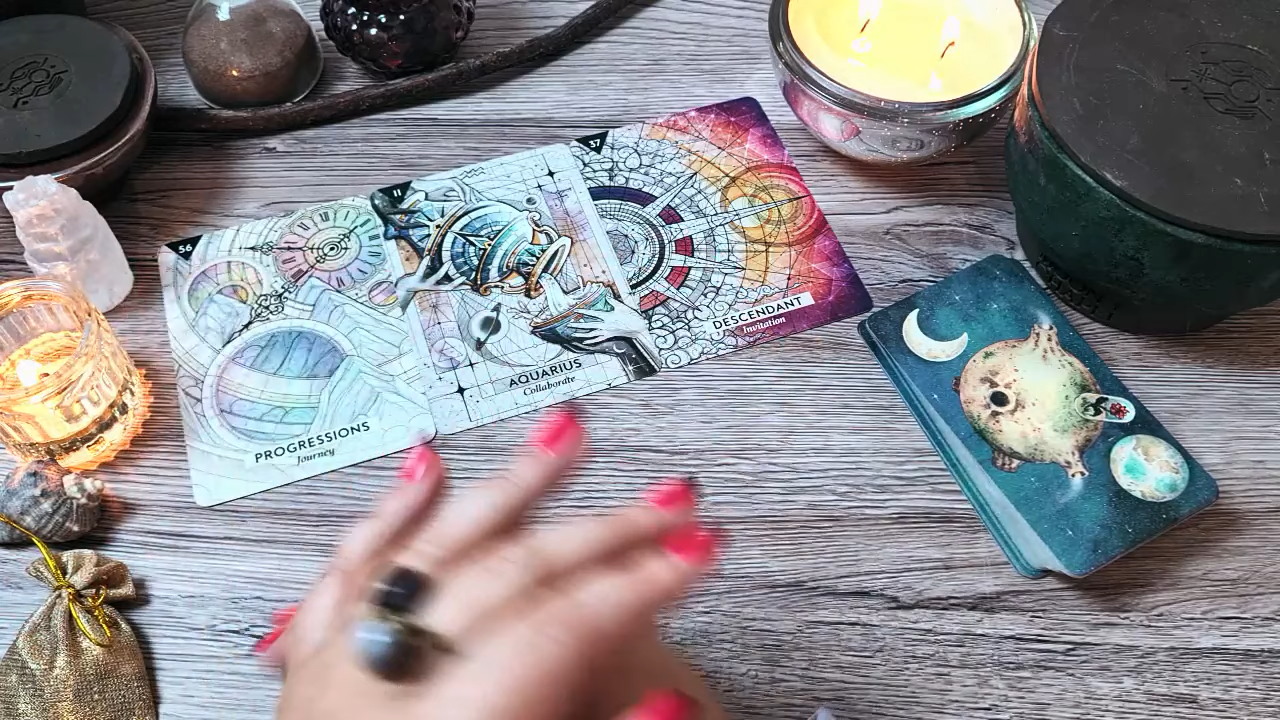 56
PROGRESSIONS
Journey
11
AQUARIUS
Collaborate
37
DESCENDANT
Invitation